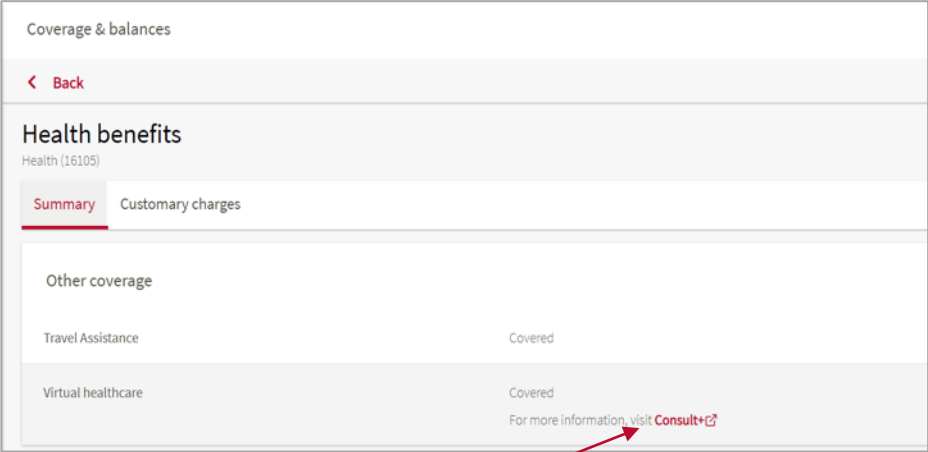 Coverage & balances
Back
Health benefits
Health (16105)
Summary Customary charges
Other coverage
Travel Assistance Covered
Virtual healthcare Covered
For more information, visit Consult+